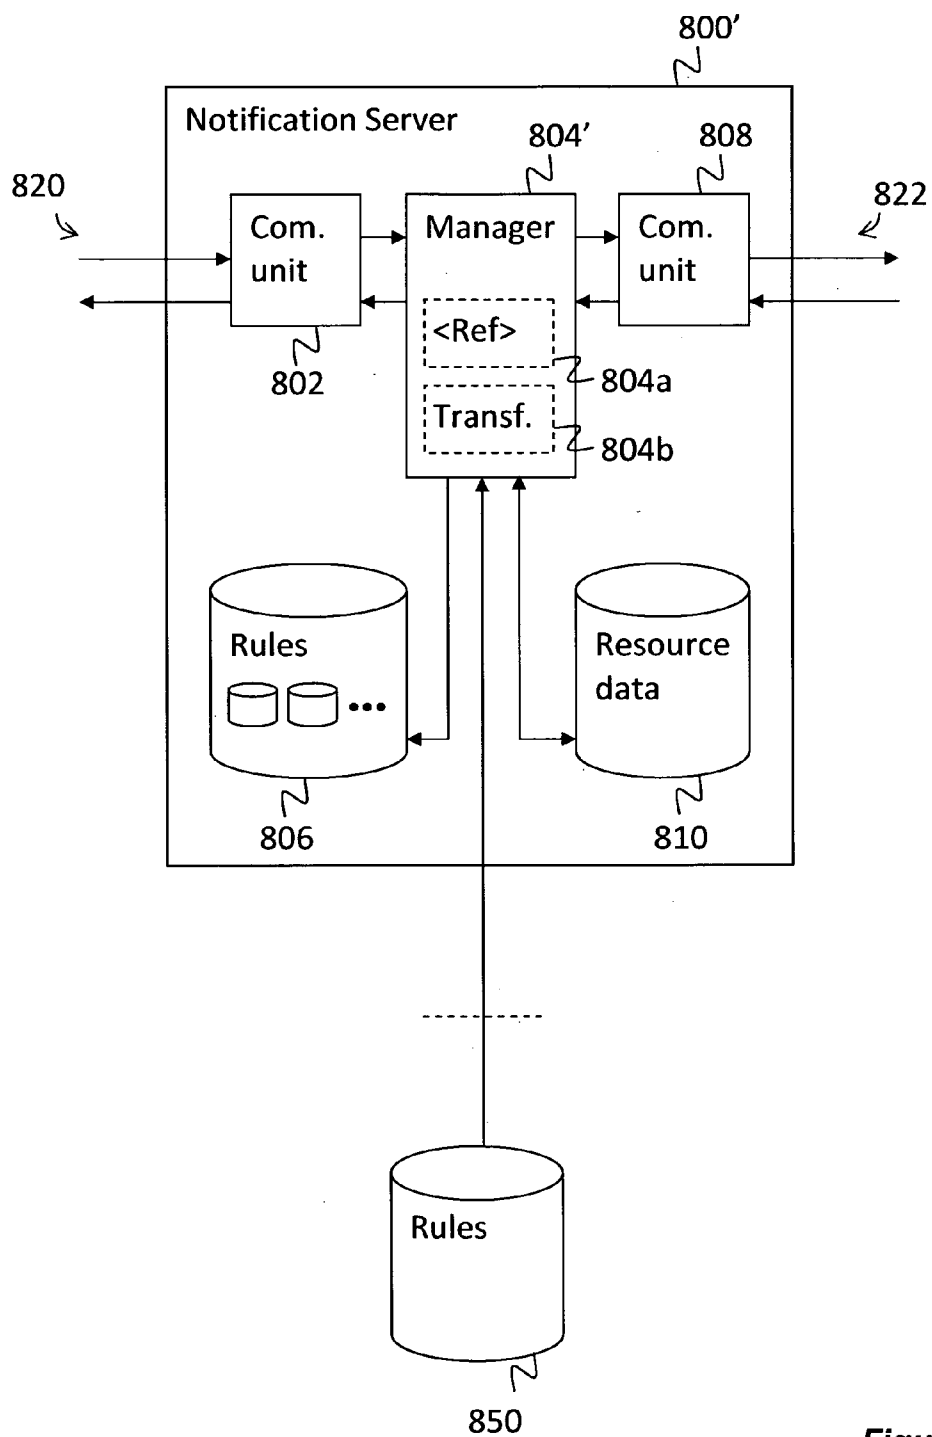 800’
Notification Server
804’
808
820
822
Com.
unit
Manager
Com.
unit
<Ref>
802
804a
Transf.
804b
Rules
•••
Resource
data
806
810
Rules
850